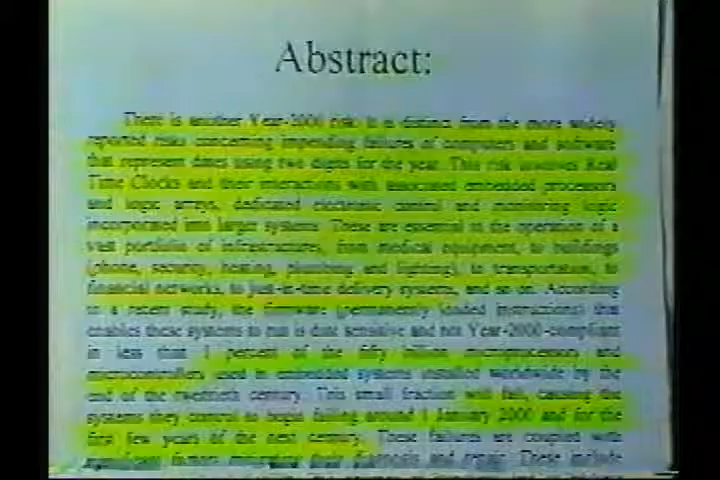 Abstract:
There is another Year-2000 risk. It is distinct from the more widely
reported risks concerning impending failures of computers and software
that represent dates using two digits for the year. This risk involves Real
Time Clocks and their interactions with associated embedded processors
and logic arrays, dedicated electronic control and monitoring logic
incorporated into larger systems. These are essential to the operation of a
vast portfolio of infrastructures, from medical equipment, to buildings
(phone, security, heating, plumbing and lighting), to transportation, to
financial networks, to just-in-time delivery systems, and so on. According
to a recent study, the firmware (permanently loaded instructions) that
enables these systems to run is date sensitive and not Year-2000-compliant
in less than 1 percent of the fifty billion microprocessors and
microcontrollers used in embedded systems installed worldwide by the
end of the twentieth century. This small fraction will fail, causing the
systems they control to begin failing around 1 January 2000 and for the
first few years of the next century. These failures are coupled with
factors their diagnosis and repair. These include